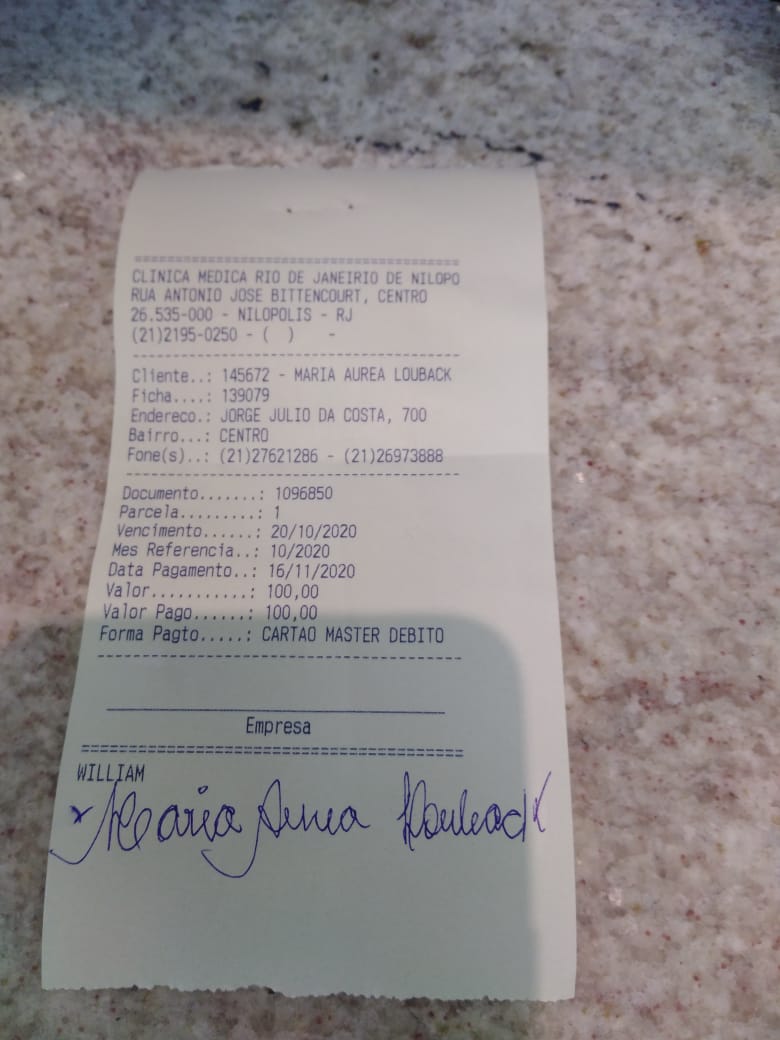 ========================================
CLINICA MEDICA RIO DE JANEIRIO DE NILOPO
RUA ANTONIO JOSE BITTENCOURT, CENTRO
26.535-000 - NILOPOLIS - RJ
(21)2195-0250 - (  )    -
----------------------------------------
Cliente..: 145672 - MARIA AUREA LOUBACK
Ficha....: 139079
Endereco.: JORGE JULIO DA COSTA, 700
Bairro...: CENTRO
Fone(s)..: (21)27621286 - (21)26973888
----------------------------------------
Documento.......: 1096850
Parcela.........: 1
Vencimento......: 20/10/2020
Mes Referencia..: 10/2020
Data Pagamento..: 16/11/2020
Valor...........: 100,00
Valor Pago......: 100,00
Forma Pagto.....: CARTAO MASTER DEBITO
----------------------------------------
________________________________________
Empresa
========================================
WILLIAM
x Maria Aurea Louback